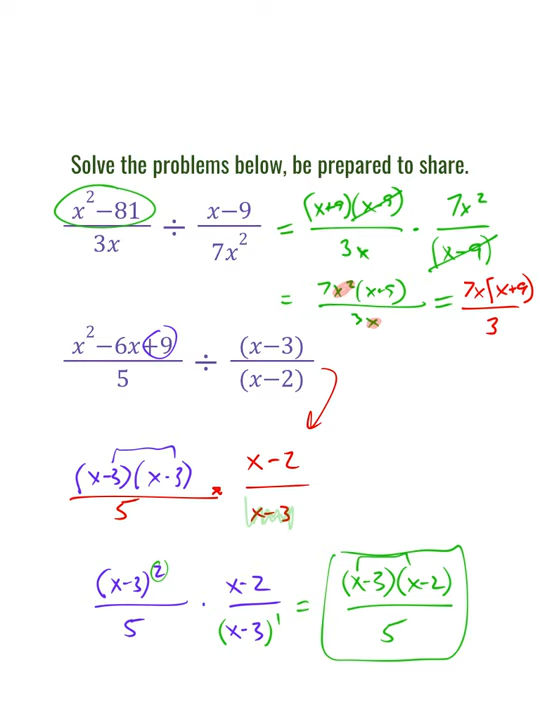 Solve the problems below, be prepared to share.
(x²−81)/(3x) ÷ (x−9)/(7x²) = ((x+9)(x−9))/(3x) · (7x²)/((x−9))
= (7x²(x+9))/(3x) = (7x(x+9))/3
(x²−6x+9)/5 ÷ ((x−3))/((x−2))
((x−3)(x−3))/5 · (x−2)/(x−3)
((x−3)²)/5 · (x−2)/((x−3)¹) = ((x−3)(x−2))/5